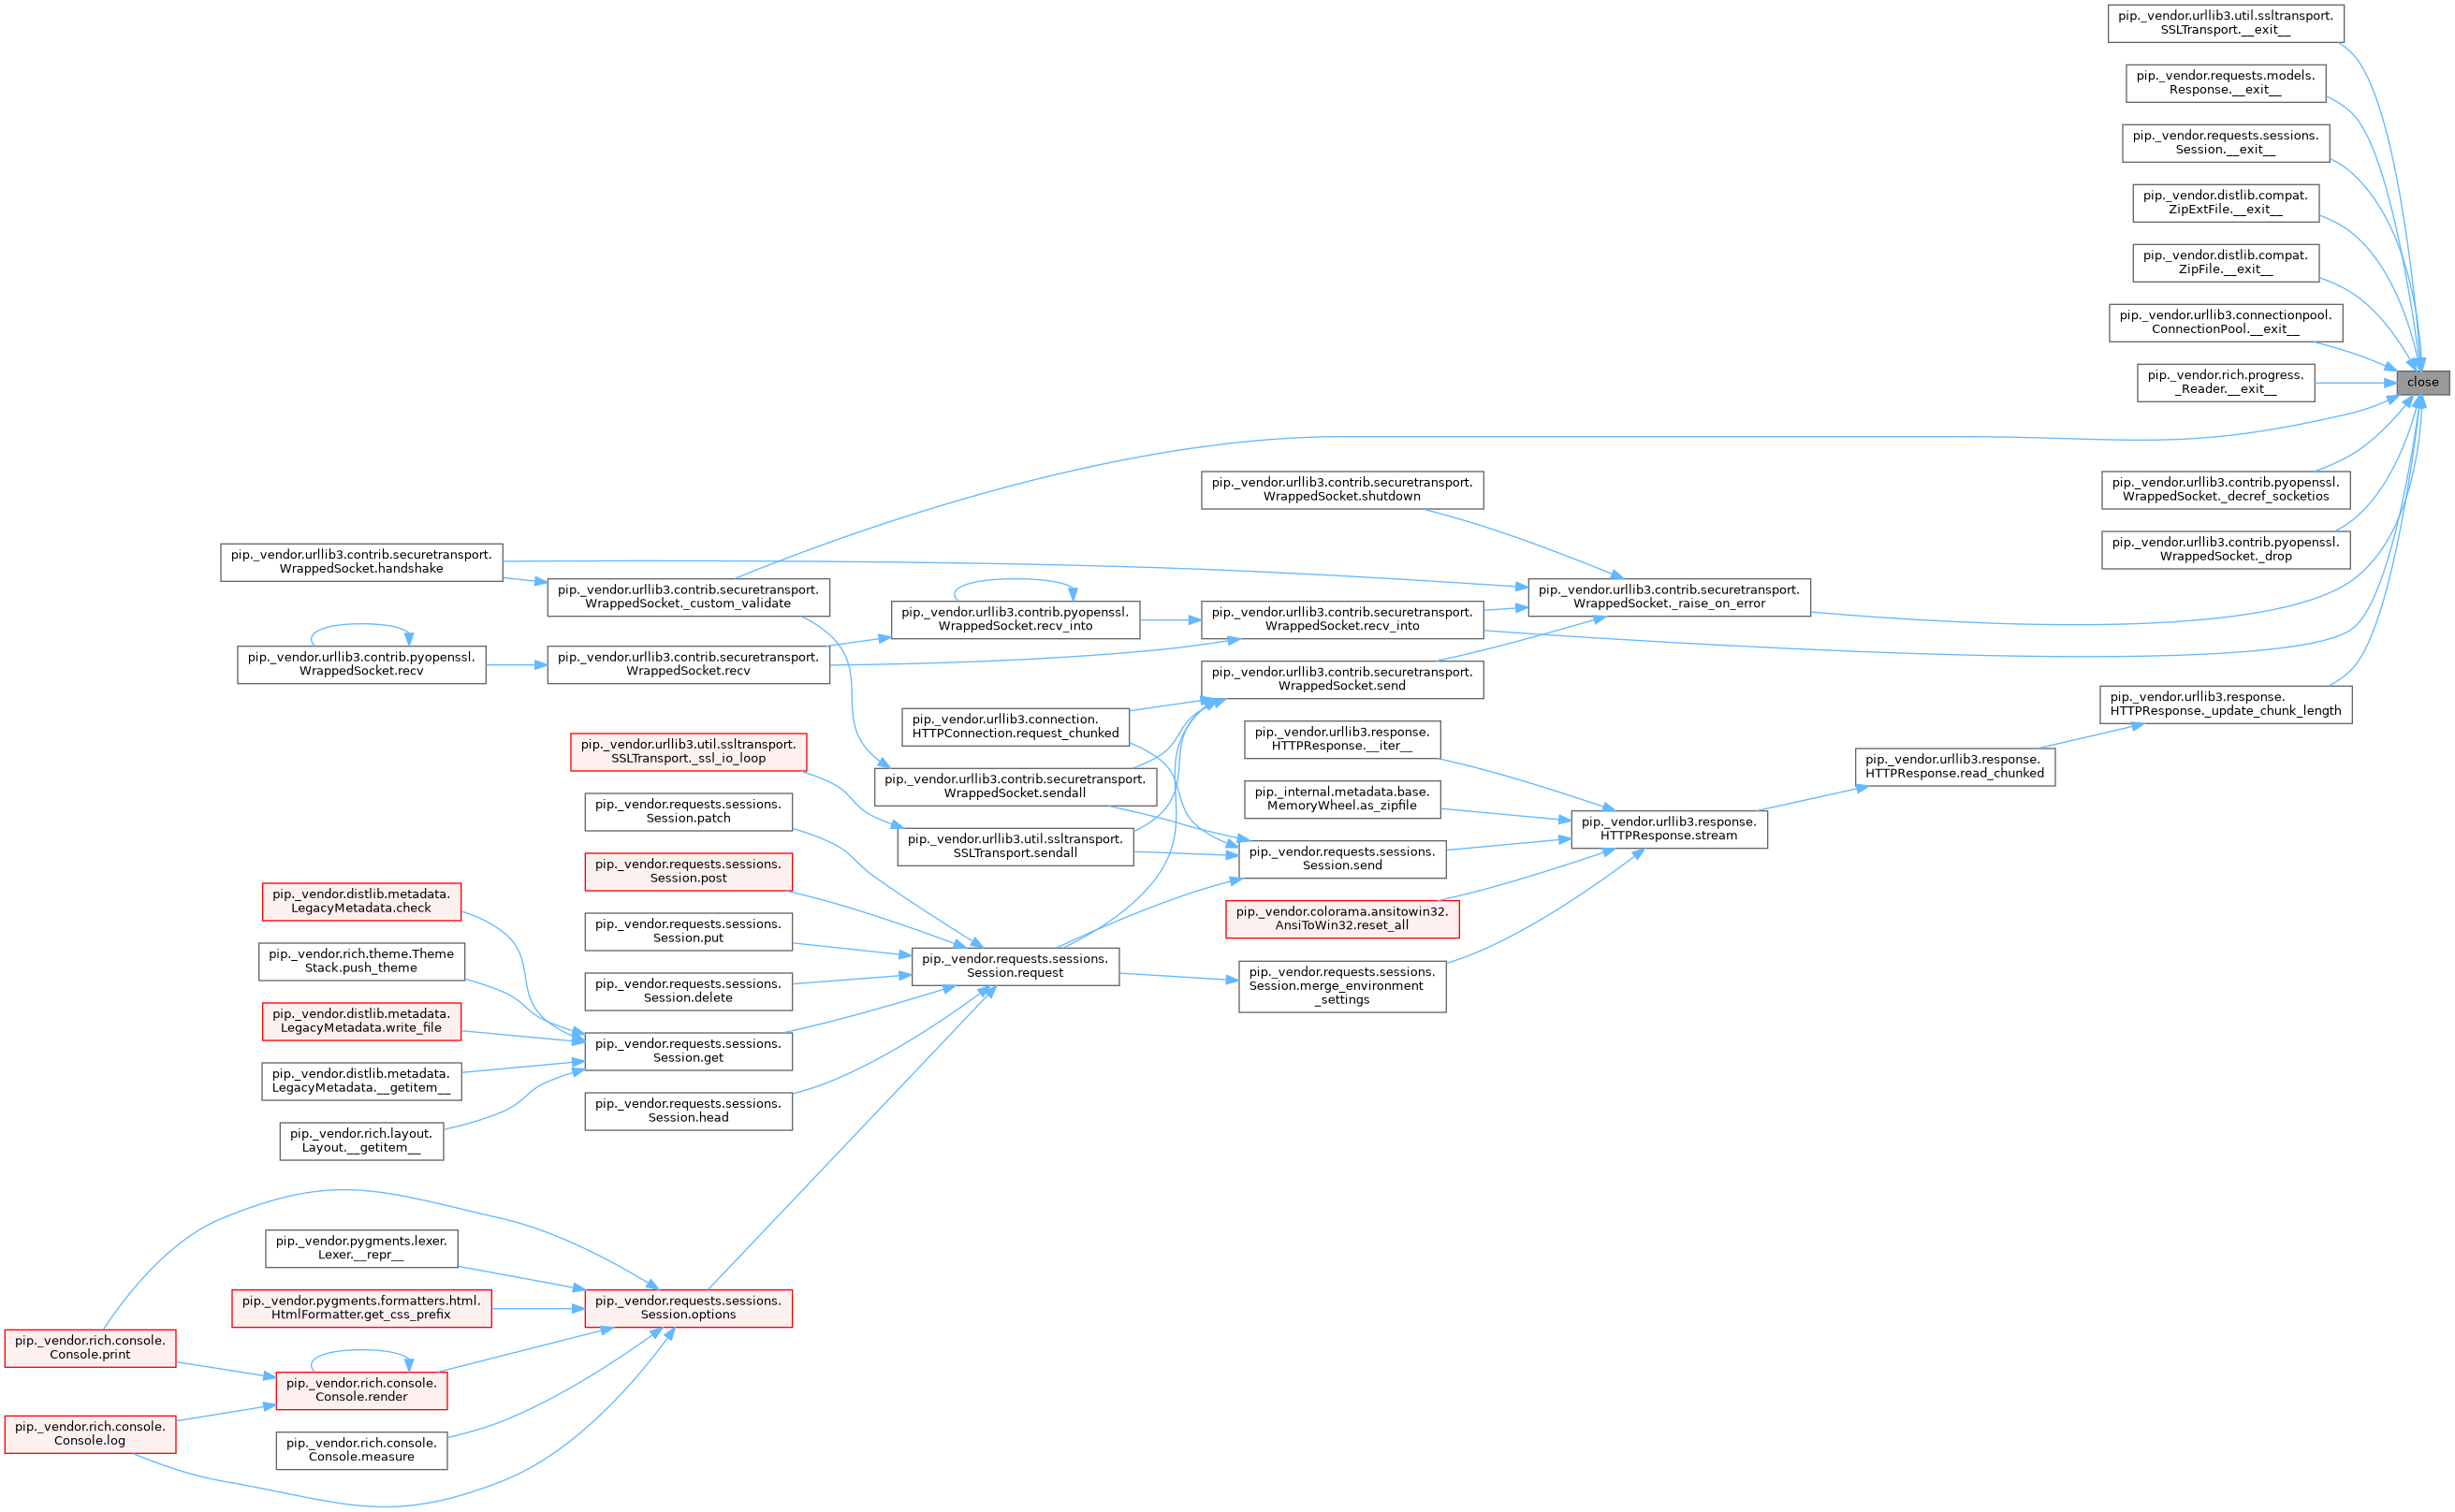 pip._vendor.urllib3.util.ssltransport.
SSLTransport.__exit__
pip._vendor.requests.models.
Response.__exit__
pip._vendor.requests.sessions.
Session.__exit__
pip._vendor.distlib.compat.
ZipExtFile.__exit__
pip._vendor.distlib.compat.
ZipFile.__exit__
pip._vendor.urllib3.connectionpool.
ConnectionPool.__exit__
pip._vendor.rich.progress.
_Reader.__exit__
close
pip._vendor.urllib3.contrib.pyopenssl.
WrappedSocket._decref_socketios
pip._vendor.urllib3.contrib.pyopenssl.
WrappedSocket._drop
pip._vendor.urllib3.contrib.securetransport.
WrappedSocket.shutdown
pip._vendor.urllib3.contrib.securetransport.
WrappedSocket.handshake
pip._vendor.urllib3.contrib.securetransport.
WrappedSocket._custom_validate
pip._vendor.urllib3.contrib.pyopenssl.
WrappedSocket.recv_into
pip._vendor.urllib3.contrib.securetransport.
WrappedSocket.recv_into
pip._vendor.urllib3.contrib.securetransport.
WrappedSocket._raise_on_error
pip._vendor.urllib3.contrib.pyopenssl.
WrappedSocket.recv
pip._vendor.urllib3.contrib.securetransport.
WrappedSocket.recv
pip._vendor.urllib3.contrib.securetransport.
WrappedSocket.send
pip._vendor.urllib3.response.
HTTPResponse._update_chunk_length
pip._vendor.urllib3.connection.
HTTPConnection.request_chunked
pip._vendor.urllib3.response.
HTTPResponse.__iter__
pip._vendor.urllib3.response.
HTTPResponse.read_chunked
pip._vendor.urllib3.util.ssltransport.
SSLTransport._ssl_io_loop
pip._vendor.urllib3.contrib.securetransport.
WrappedSocket.sendall
pip._internal.metadata.base.
MemoryWheel.as_zipfile
pip._vendor.urllib3.response.
HTTPResponse.stream
pip._vendor.requests.sessions.
Session.patch
pip._vendor.urllib3.util.ssltransport.
SSLTransport.sendall
pip._vendor.requests.sessions.
Session.send
pip._vendor.requests.sessions.
Session.post
pip._vendor.colorama.ansitowin32.
AnsiToWin32.reset_all
pip._vendor.distlib.metadata.
LegacyMetadata.check
pip._vendor.requests.sessions.
Session.put
pip._vendor.rich.theme.Theme
Stack.push_theme
pip._vendor.requests.sessions.
Session.request
pip._vendor.requests.sessions.
Session.merge_environment
_settings
pip._vendor.requests.sessions.
Session.delete
pip._vendor.distlib.metadata.
LegacyMetadata.write_file
pip._vendor.requests.sessions.
Session.get
pip._vendor.distlib.metadata.
LegacyMetadata.__getitem__
pip._vendor.requests.sessions.
Session.head
pip._vendor.rich.layout.
Layout.__getitem__
pip._vendor.pygments.lexer.
Lexer.__repr__
pip._vendor.pygments.formatters.html.
HtmlFormatter.get_css_prefix
pip._vendor.requests.sessions.
Session.options
pip._vendor.rich.console.
Console.print
pip._vendor.rich.console.
Console.render
pip._vendor.rich.console.
Console.log
pip._vendor.rich.console.
Console.measure